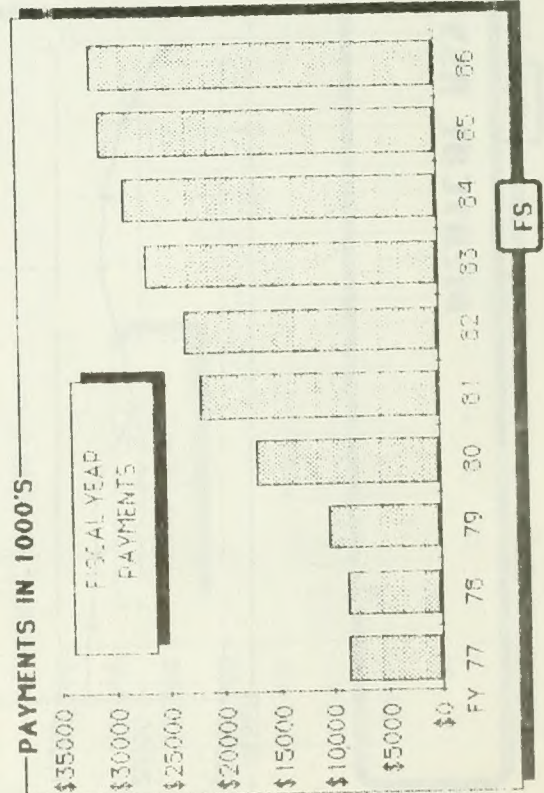 PAYMENTS IN 1000'S
FISCAL YEAR
PAYMENTS
$35000
$30000
$25000
$20000
$15000
$10000
$5000
$0
FY 77 78 79 80 81 82 83 84 85 86
FS